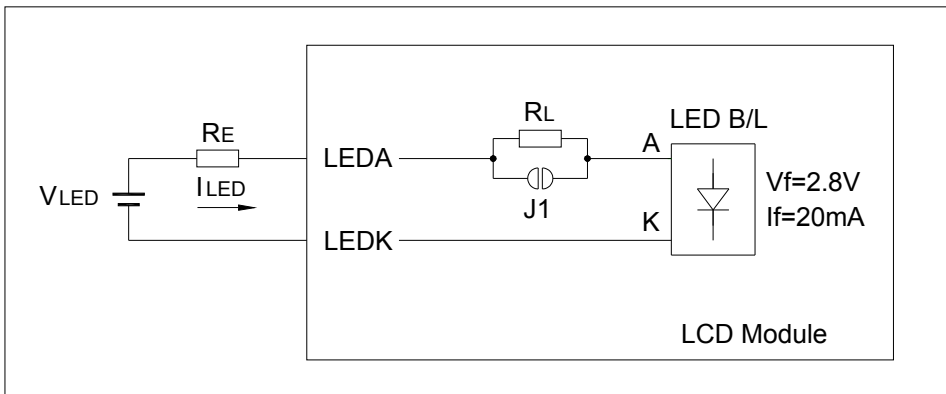 RL
LED B/L
RE
LEDA
A
VLED
ILED
J1
Vf=2.8V
If=20mA
K
LEDK
LCD Module